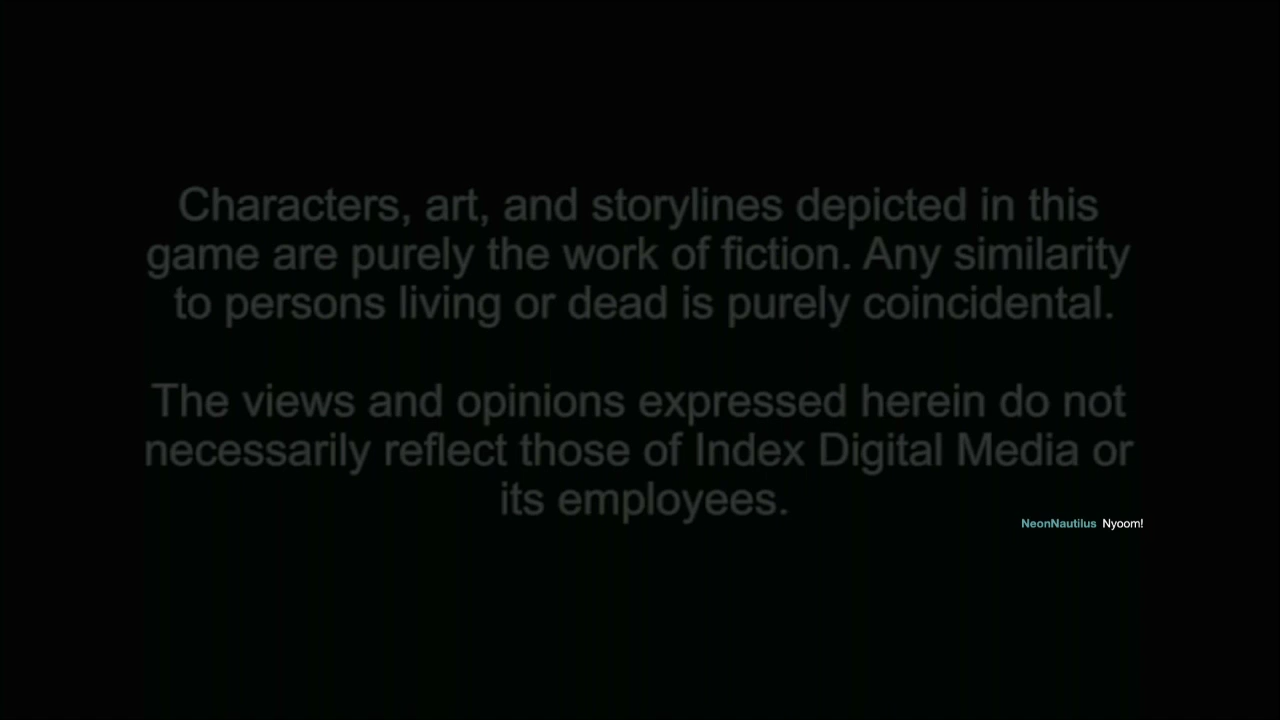 Characters, art, and storylines depicted in this
game are purely the work of fiction. Any similarity
to persons living or dead is purely coincidental.
The views and opinions expressed herein do not
necessarily reflect those of Index Digital Media or
its employees.
NeonNautilus Nyoom!